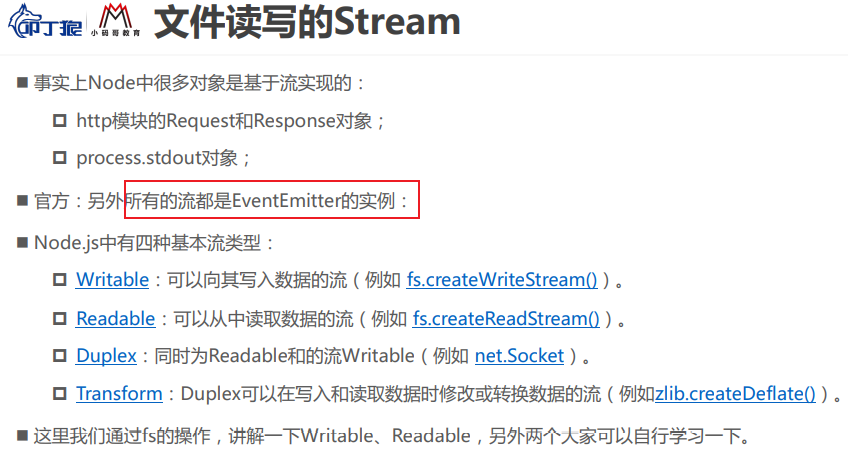 叩丁狼 小码哥教育 文件读写的Stream
■ 事实上Node中很多对象是基于流实现的：
□ http模块的Request和Response对象；
□ process.stdout对象；
■ 官方：另外所有的流都是EventEmitter的实例：
■ Node.js中有四种基本流类型：
□ Writable：可以向其写入数据的流（例如 fs.createWriteStream()）。
□ Readable：可以从中读取数据的流（例如 fs.createReadStream()）。
□ Duplex：同时为Readable和的流Writable（例如 net.Socket）。
□ Transform：Duplex可以在写入和读取数据时修改或转换数据的流（例如zlib.createDeflate()）。
■ 这里我们通过fs的操作，讲解一下Writable、Readable，另外两个大家可以自行学习一下。